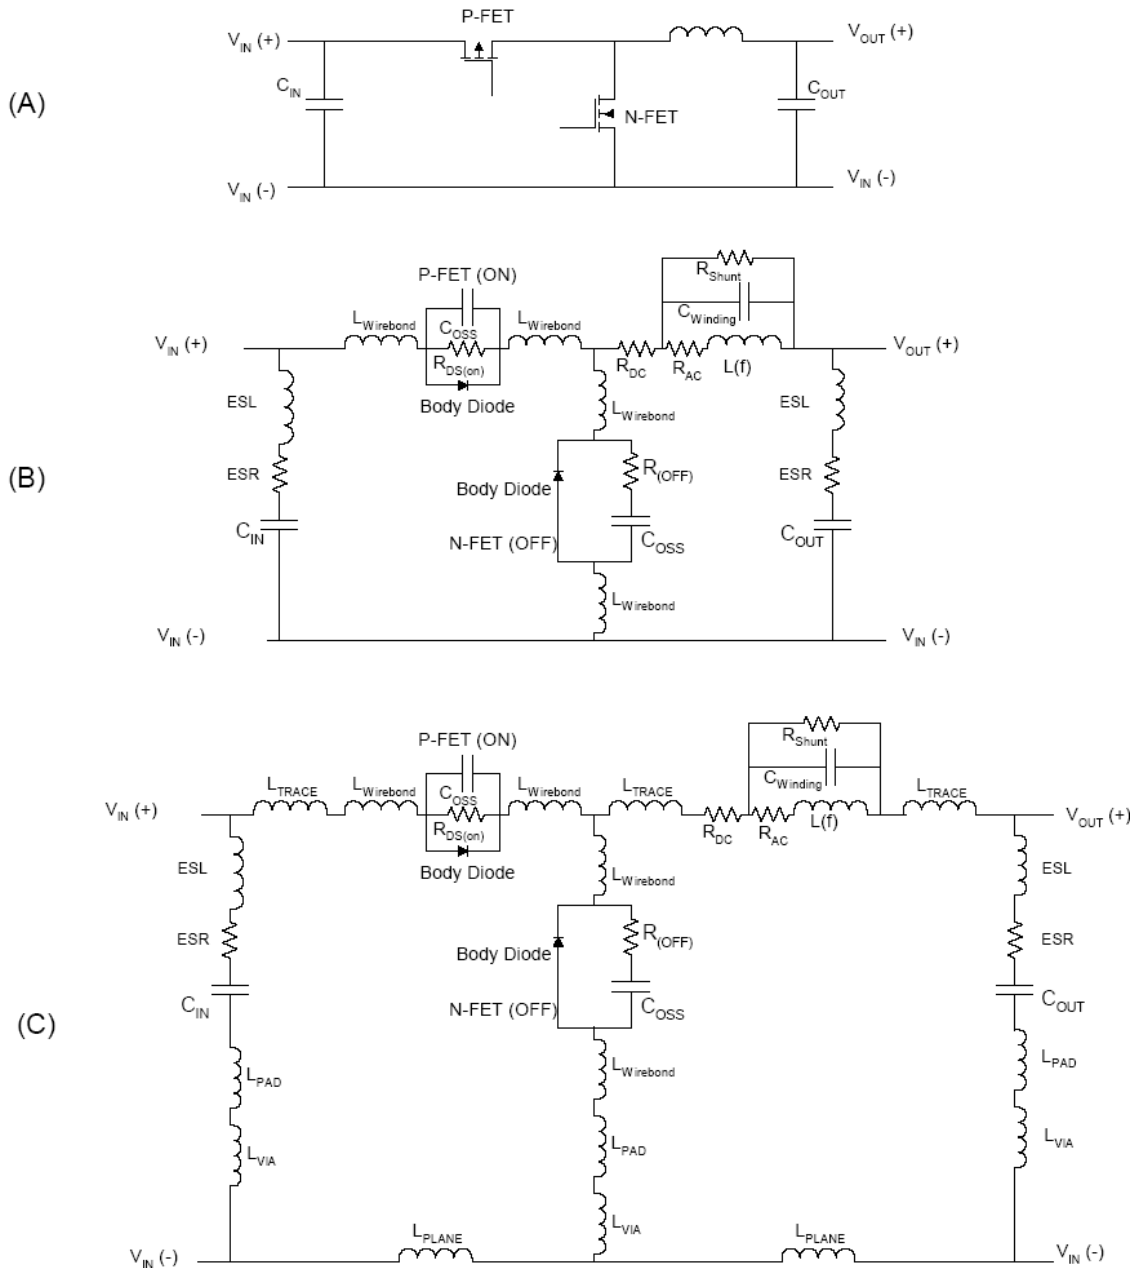 P-FET
V_IN (+)
V_OUT (+)
C_IN
C_OUT
(A)
N-FET
V_IN (-)
V_IN (-)
R_Shunt
P-FET (ON)
C_Winding
L_Wirebond
C_OSS
L_Wirebond
V_IN (+)
V_OUT (+)
R_DS(on)
R_DC
R_AC
L(f)
Body Diode
L_Wirebond
ESL
ESL
(B)
ESR
R_(OFF)
ESR
Body Diode
C_IN
N-FET (OFF)
C_OSS
C_OUT
L_Wirebond
V_IN (-)
V_IN (-)
R_Shunt
P-FET (ON)
C_Winding
L_TRACE
L_Wirebond
C_OSS
L_Wirebond
L_TRACE
L_TRACE
V_IN (+)
V_OUT (+)
R_DS(on)
R_DC
R_AC
L(f)
Body Diode
ESL
L_Wirebond
ESL
ESR
R_(OFF)
ESR
Body Diode
C_IN
N-FET (OFF)
C_OSS
C_OUT
(C)
L_PAD
L_Wirebond
L_PAD
L_VIA
L_PAD
L_VIA
L_VIA
L_PLANE
L_PLANE
V_IN (-)
V_IN (-)